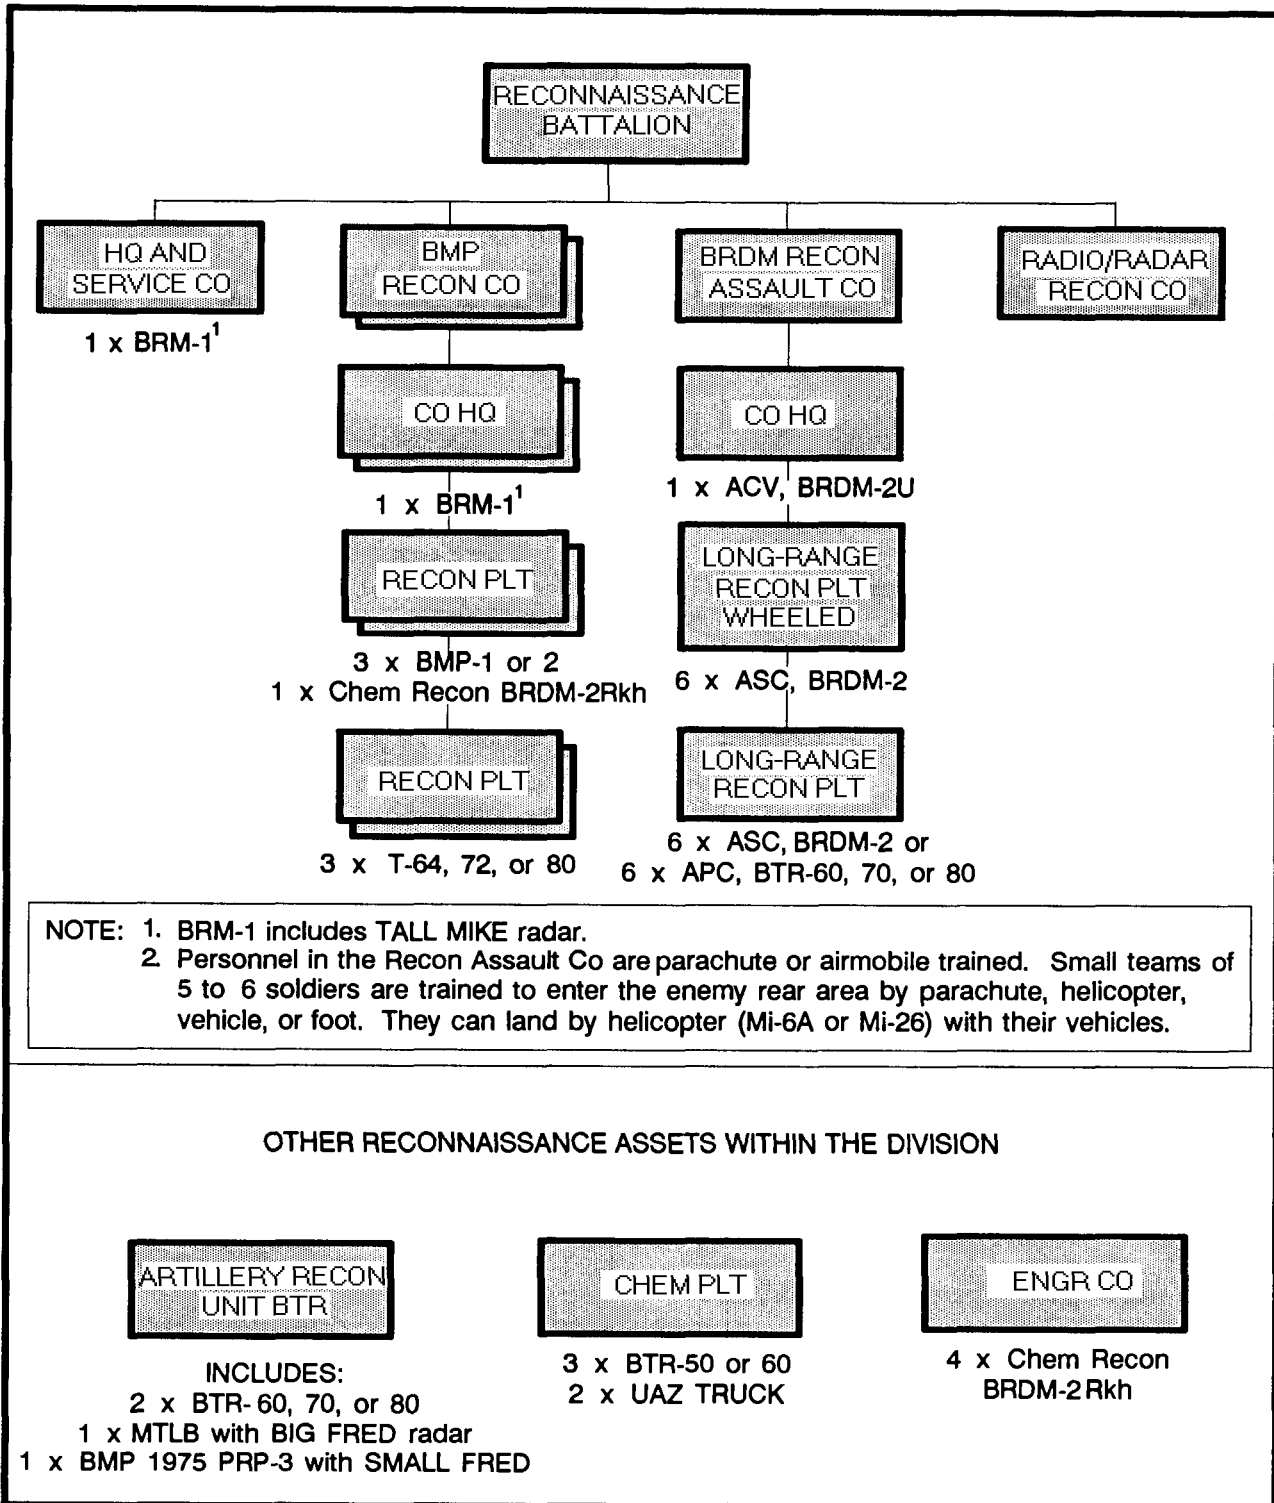 RECONNAISSANCE
BATTALION
HQ AND
SERVICE CO
1 x BRM-1¹
BMP
RECON CO
BRDM RECON
ASSAULT CO
RADIO/RADAR
RECON CO
CO HQ
1 x BRM-1¹
CO HQ
1 x ACV, BRDM-2U
RECON PLT
3 x BMP-1 or 2
1 x Chem Recon BRDM-2Rkh
LONG-RANGE
RECON PLT
WHEELED
6 x ASC, BRDM-2
RECON PLT
3 x T-64, 72, or 80
LONG-RANGE
RECON PLT
6 x ASC, BRDM-2 or
6 x APC, BTR-60, 70, or 80
NOTE: 1. BRM-1 includes TALL MIKE radar.
2. Personnel in the Recon Assault Co are parachute or airmobile trained. Small teams of
5 to 6 soldiers are trained to enter the enemy rear area by parachute, helicopter,
vehicle, or foot. They can land by helicopter (Mi-6A or Mi-26) with their vehicles.
OTHER RECONNAISSANCE ASSETS WITHIN THE DIVISION
ARTILLERY RECON
UNIT BTR
INCLUDES:
2 x BTR-60, 70, or 80
1 x MTLB with BIG FRED radar
1 x BMP 1975 PRP-3 with SMALL FRED
CHEM PLT
3 x BTR-50 or 60
2 x UAZ TRUCK
ENGR CO
4 x Chem Recon
BRDM-2 Rkh